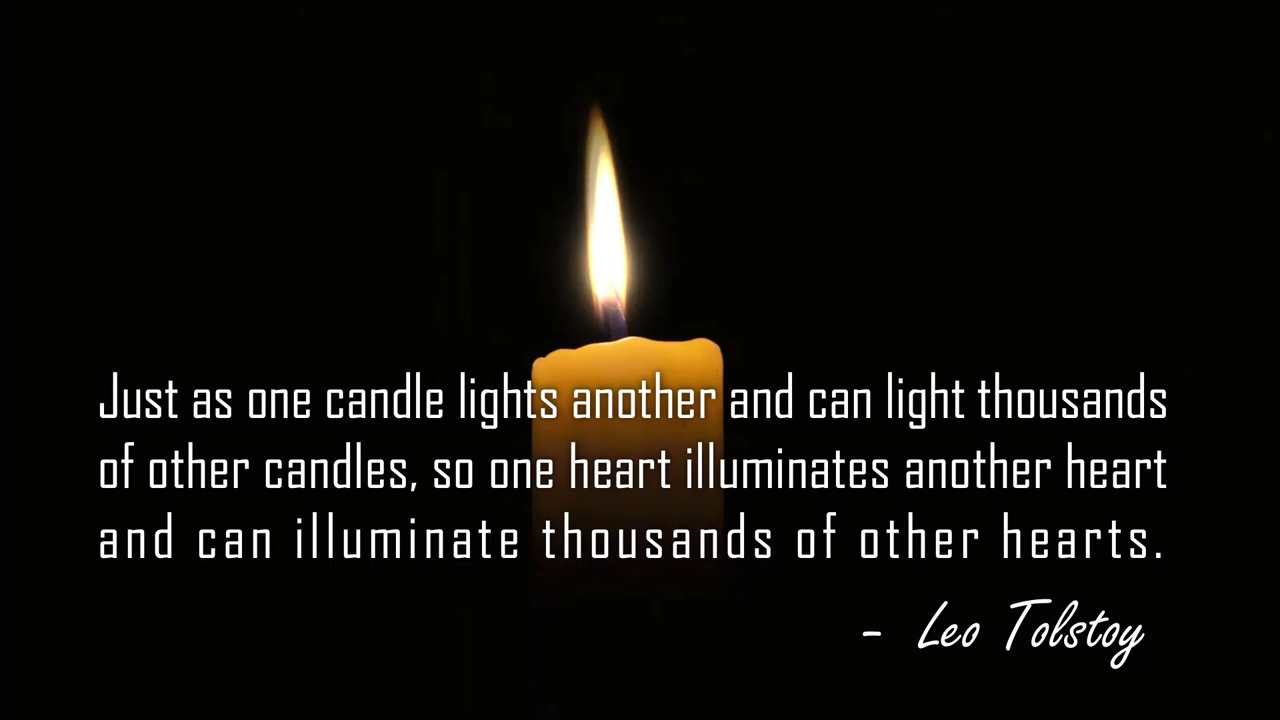 Just as one candle lights another and can light thousands
of other candles, so one heart illuminates another heart
and can illuminate thousands of other hearts.
- Leo Tolstoy